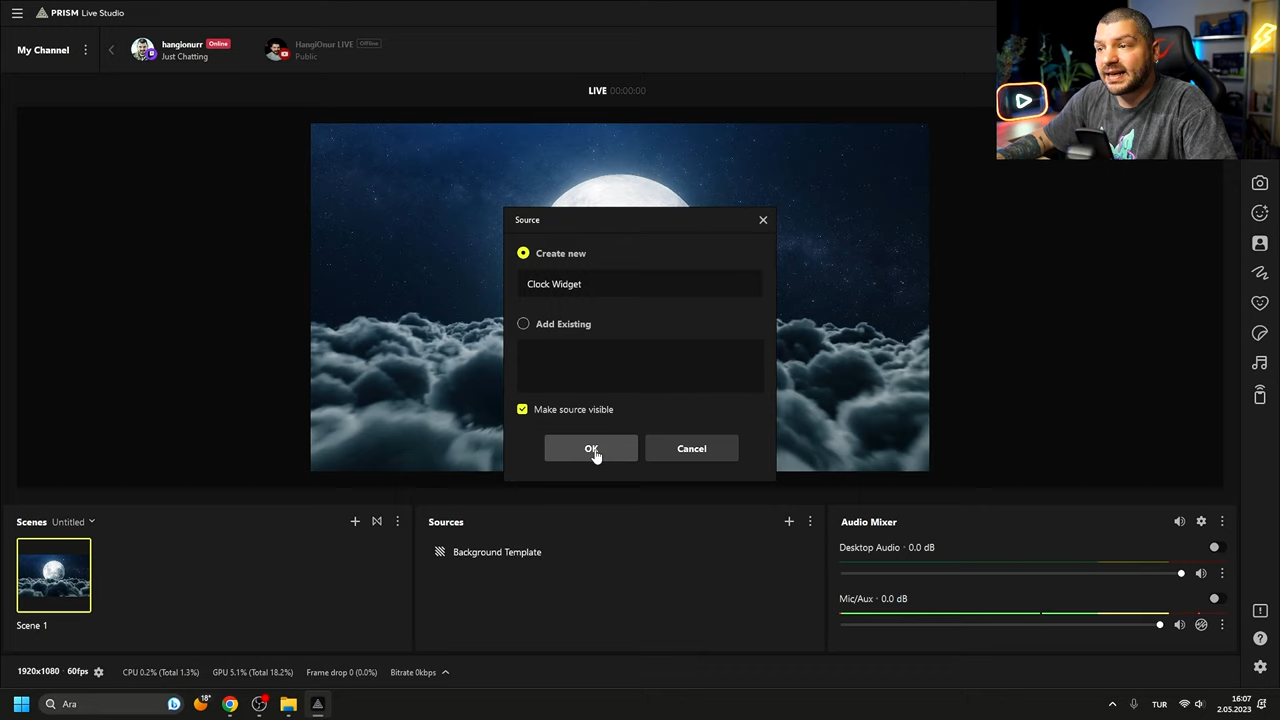 PRISM Live Studio
My Channel
hangionurr Online
Just Chatting
HangiOnur LIVE Offline
Public
LIVE 00:00:00
Source
Create new
Clock Widget
Add Existing
Make source visible
OK
Cancel
Scenes Untitled
Scene 1
Sources
Background Template
Audio Mixer
Desktop Audio · 0.0 dB
Mic/Aux · 0.0 dB
1920x1080 · 60fps
CPU 0.2% (Total 1.3%)
GPU 5.1% (Total 18.2%)
Frame drop 0 (0.0%)
Bitrate 0kbps
Ara
18°
TUR
16:07
2.05.2023